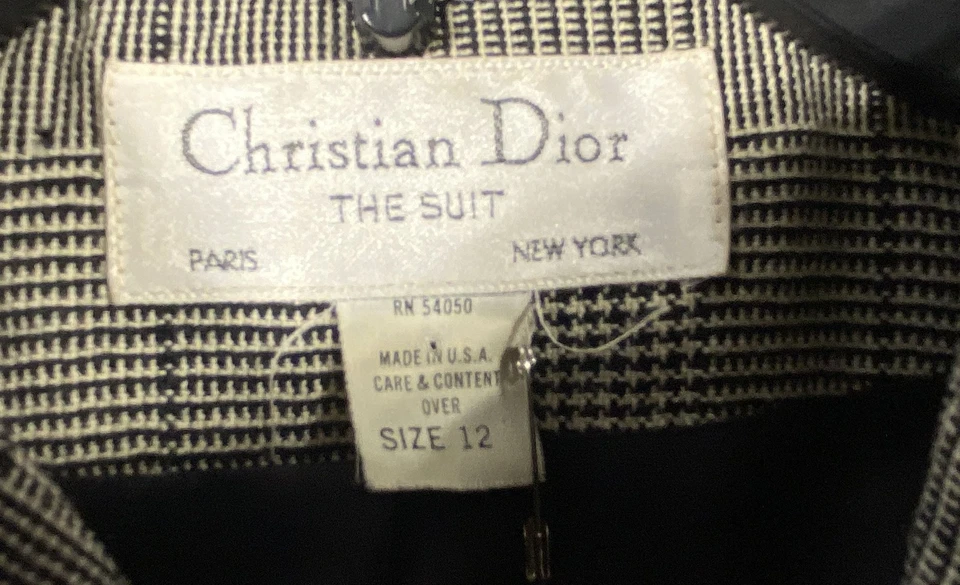 Christian Dior
THE SUIT
PARIS NEW YORK
RN 54050
MADE IN U.S.A.
CARE & CONTENT
OVER
SIZE 12